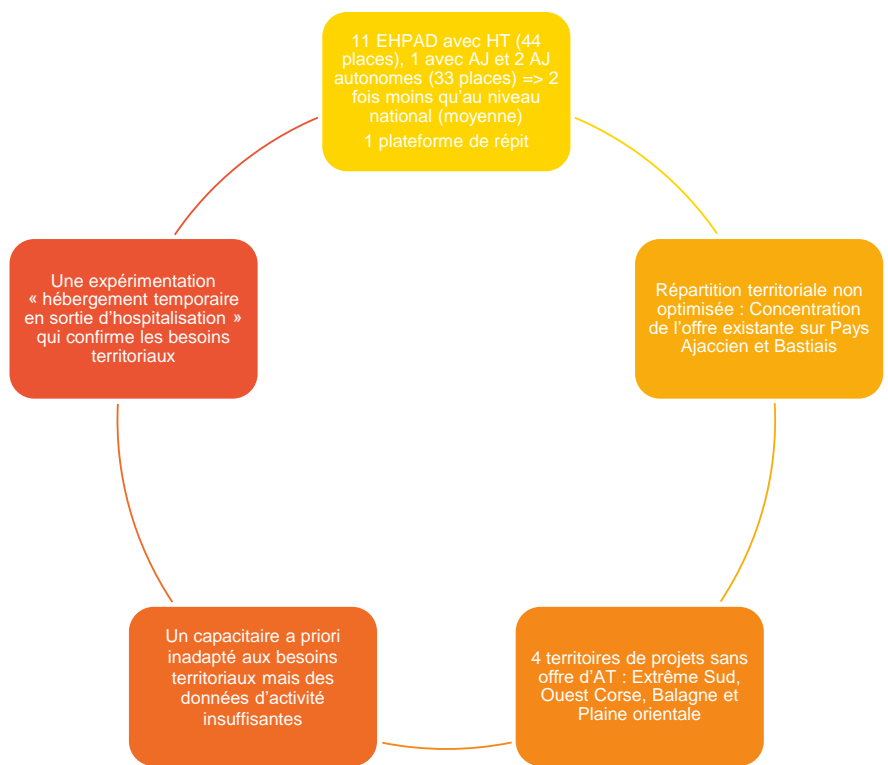 11 EHPAD avec HT (44
places), 1 avec AJ et 2 AJ
autonomes (33 places) => 2
fois moins qu'au niveau
national (moyenne)
1 plateforme de répit
Répartition territoriale non
optimisée : Concentration
de l'offre existante sur Pays
Ajaccien et Bastiais
4 territoires de projets sans
offre d'AT : Extrême Sud,
Ouest Corse, Balagne et
Plaine orientale
Un capacitaire a priori
inadapté aux besoins
territoriaux mais des
données d'activité
insuffisantes
Une expérimentation
« hébergement temporaire
en sortie d'hospitalisation »
qui confirme les besoins
territoriaux